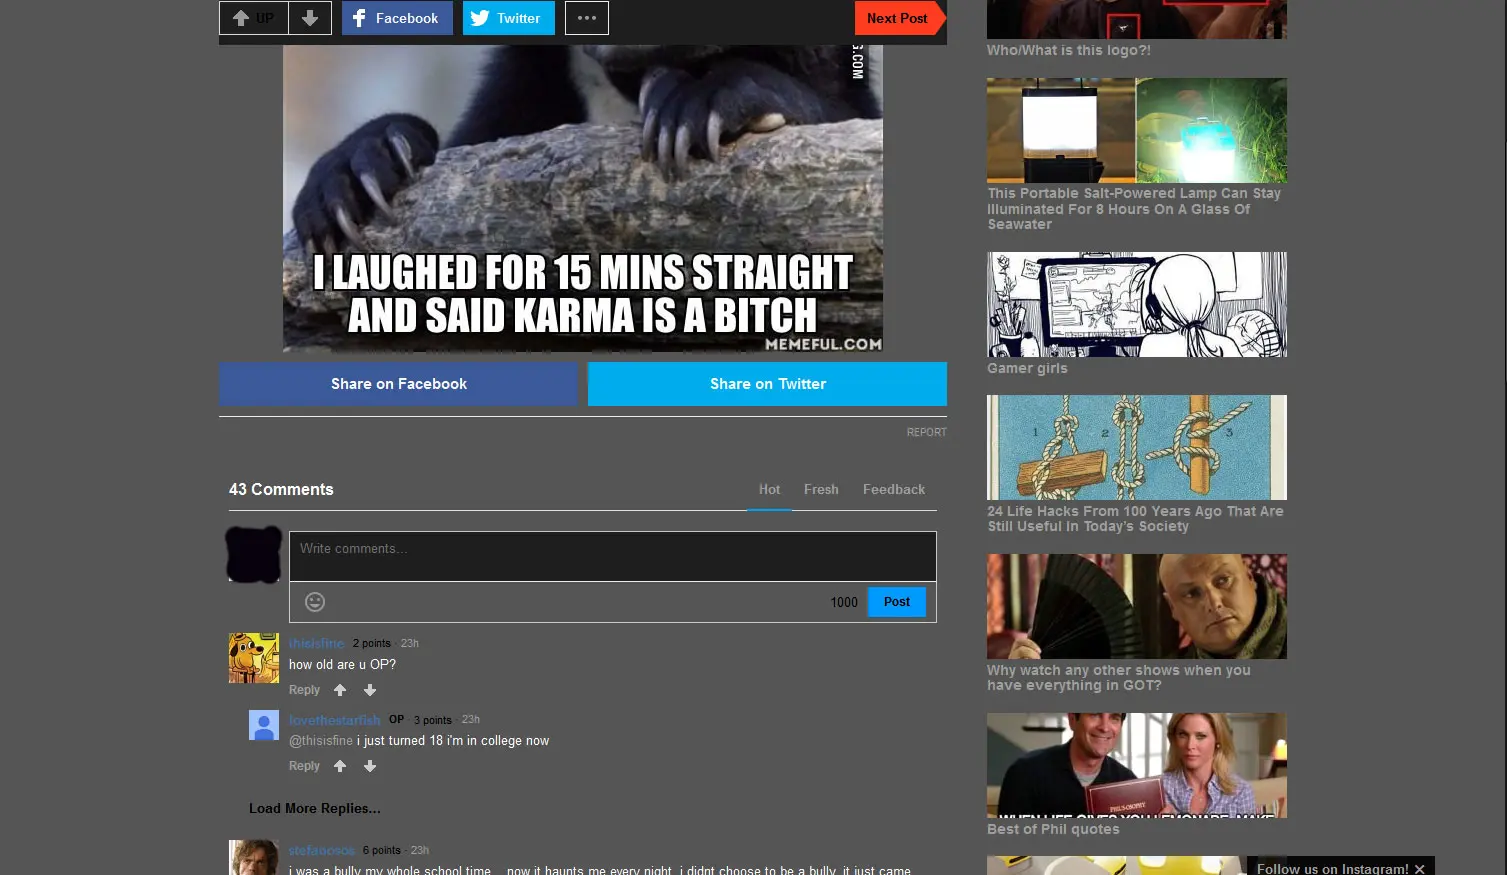 UP
Facebook
Twitter
Next Post
G.COM
I LAUGHED FOR 15 MINS STRAIGHT
AND SAID KARMA IS A BITCH
MEMEFUL.COM
Share on Facebook
Share on Twitter
REPORT
43 Comments
Hot
Fresh
Feedback
Write comments...
1000
Post
thisisfine 2 points · 23h
how old are u OP?
Reply
lovethestarfish OP · 3 points · 23h
@thisisfine i just turned 18 i'm in college now
Reply
Load More Replies...
stefanosos 6 points · 23h
i was a bully my whole school time... now it haunts me every night. i didnt choose to be a bully, it just came
Who/What is this logo?!
This Portable Salt-Powered Lamp Can Stay
Illuminated For 8 Hours On A Glass Of
Seawater
Gamer girls
1 2 3
24 Life Hacks From 100 Years Ago That Are
Still Useful In Today's Society
Why watch any other shows when you
have everything in GOT?
PHIL'S-OSOPHY
WHEN LIFE GIVES YOU LEMONADE, MAKE
Best of Phil quotes
Follow us on Instagram!